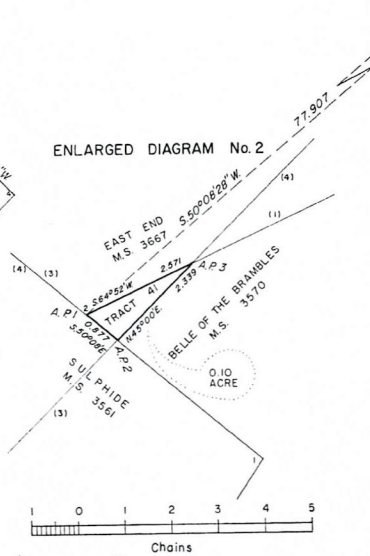 "W
77.907
ENLARGED DIAGRAM No. 2
S.50°08'28"W.
(4)
EAST END
M.S. 3667
(1)
(4) (3)
2.571
A.P.3
S.64°52'W.
2.339
2
A.P.1
TRACT 41
0.877
S.50°08'E.
N.45°00'E.
A.P.2
BELLE OF THE BRAMBLES
M.S. 3570
0.10
ACRE
SULPHIDE
M.S. 3561
(3)
1
1 0 1 2 3 4 5
Chains